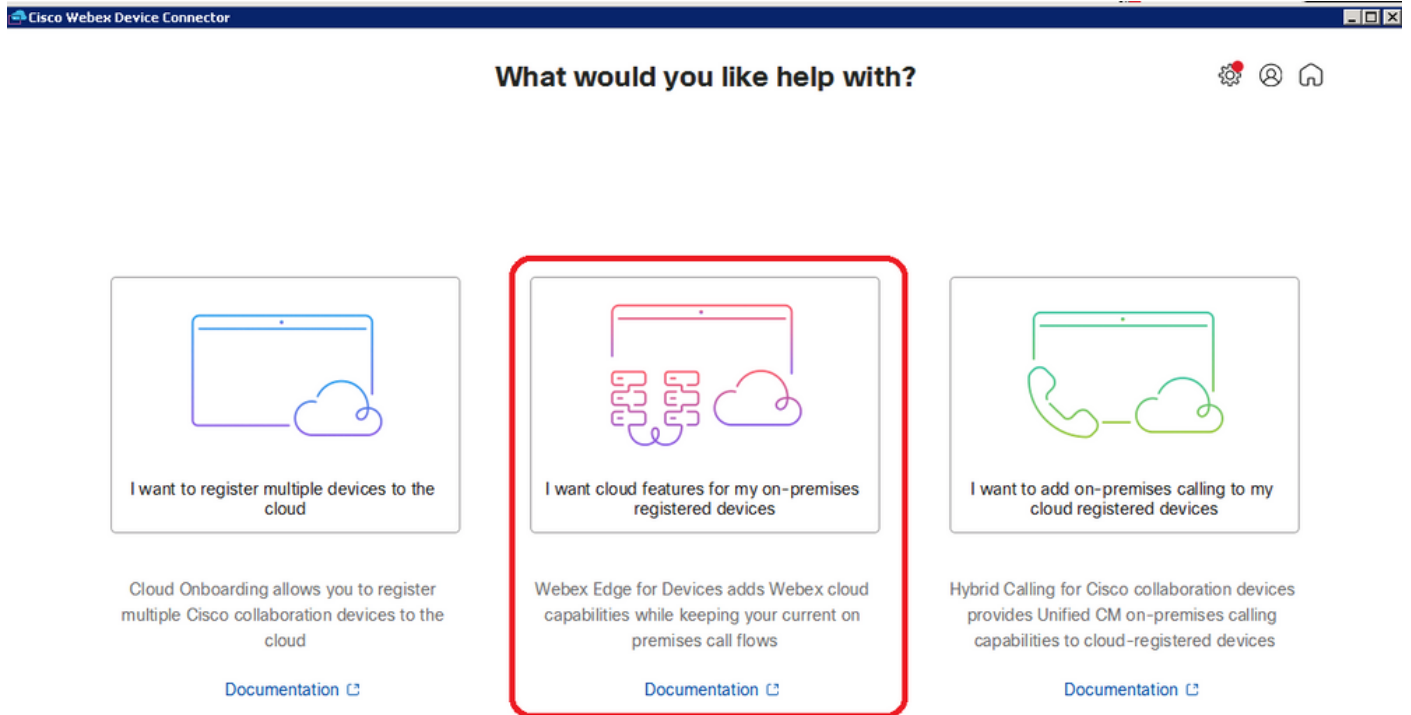 Cisco Webex Device Connector
What would you like help with?
I want to register multiple devices to the
cloud
I want cloud features for my on-premises
registered devices
I want to add on-premises calling to my
cloud registered devices
Cloud Onboarding allows you to register
multiple Cisco collaboration devices to the
cloud
Documentation
Webex Edge for Devices adds Webex cloud
capabilities while keeping your current on
premises call flows
Documentation
Hybrid Calling for Cisco collaboration devices
provides Unified CM on-premises calling
capabilities to cloud-registered devices
Documentation